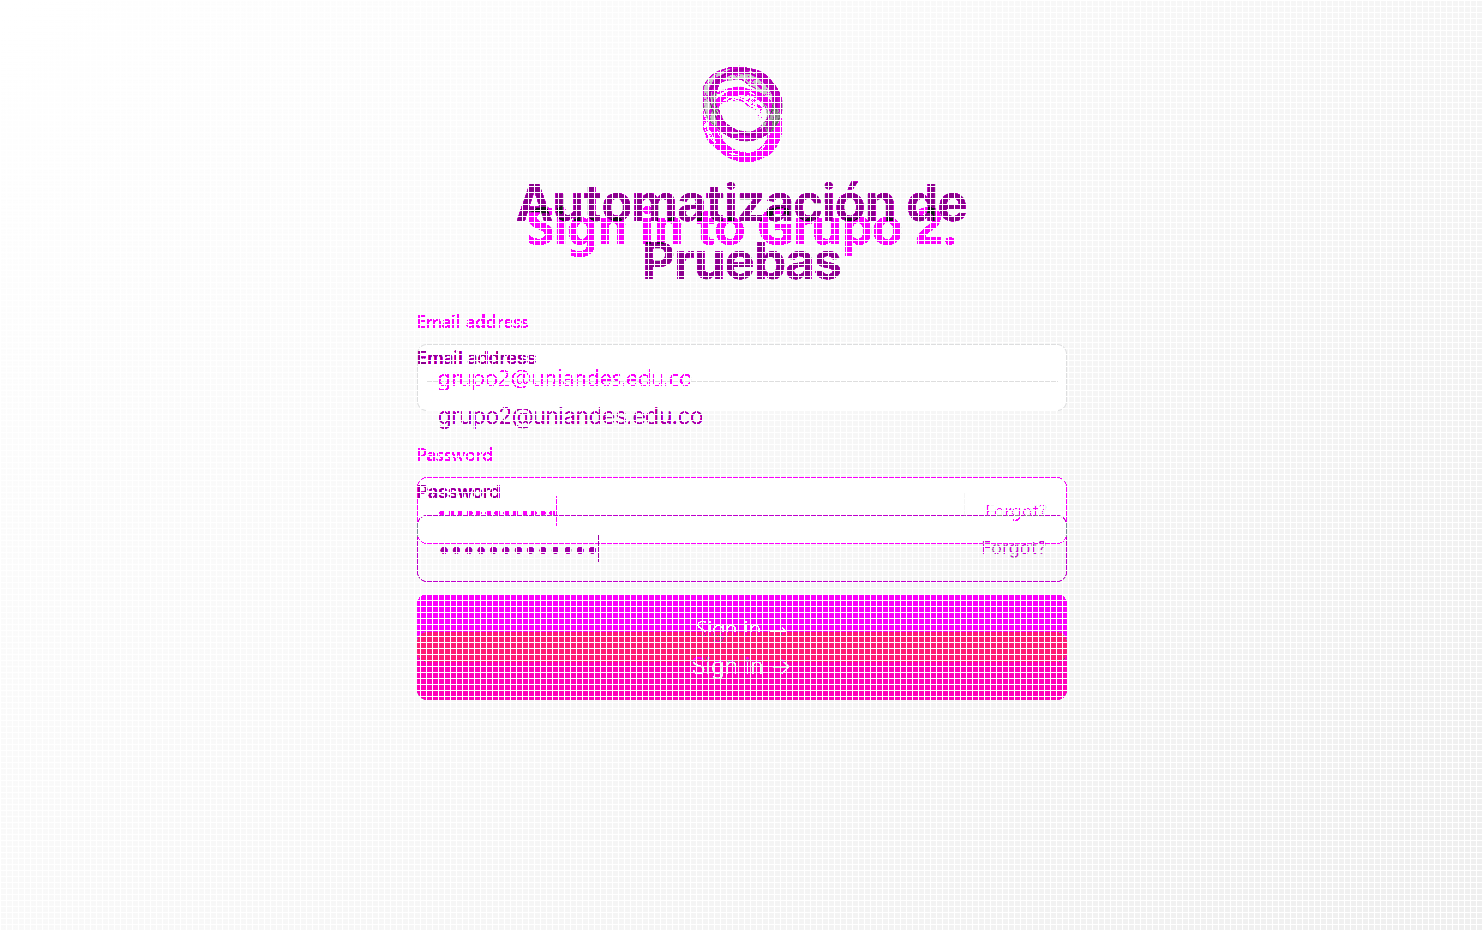 Automatización de
Sign in to Grupo 2.
Pruebas
Email address
Email address
grupo2@uniandes.edu.co
grupo2@uniandes.edu.co
Password
Password
Forgot?
Forgot?
Sign in →
Sign in →